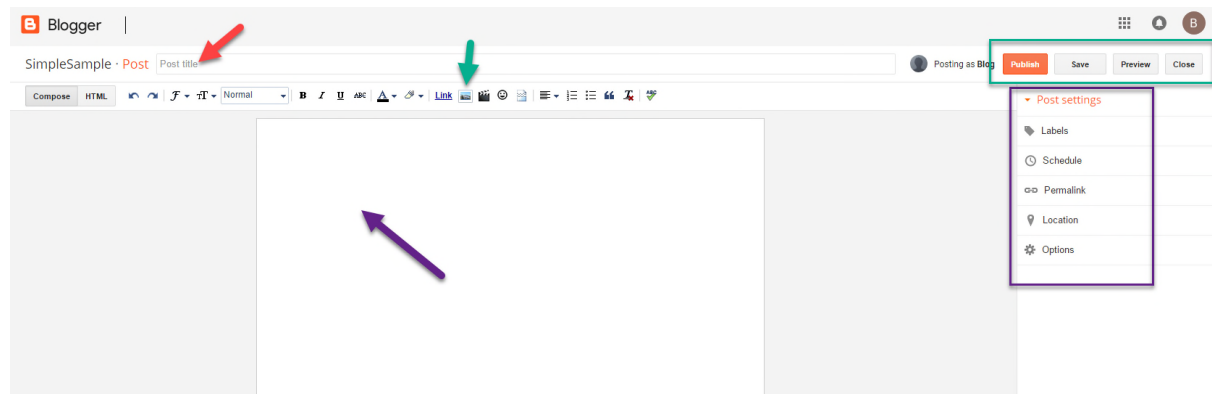 Blogger
B
SimpleSample · Post Post title Posting as Blog Publish Save Preview Close
Compose HTML Normal B I U ABC A Link ABC
Post settings
Labels
Schedule
Permalink
Location
Options